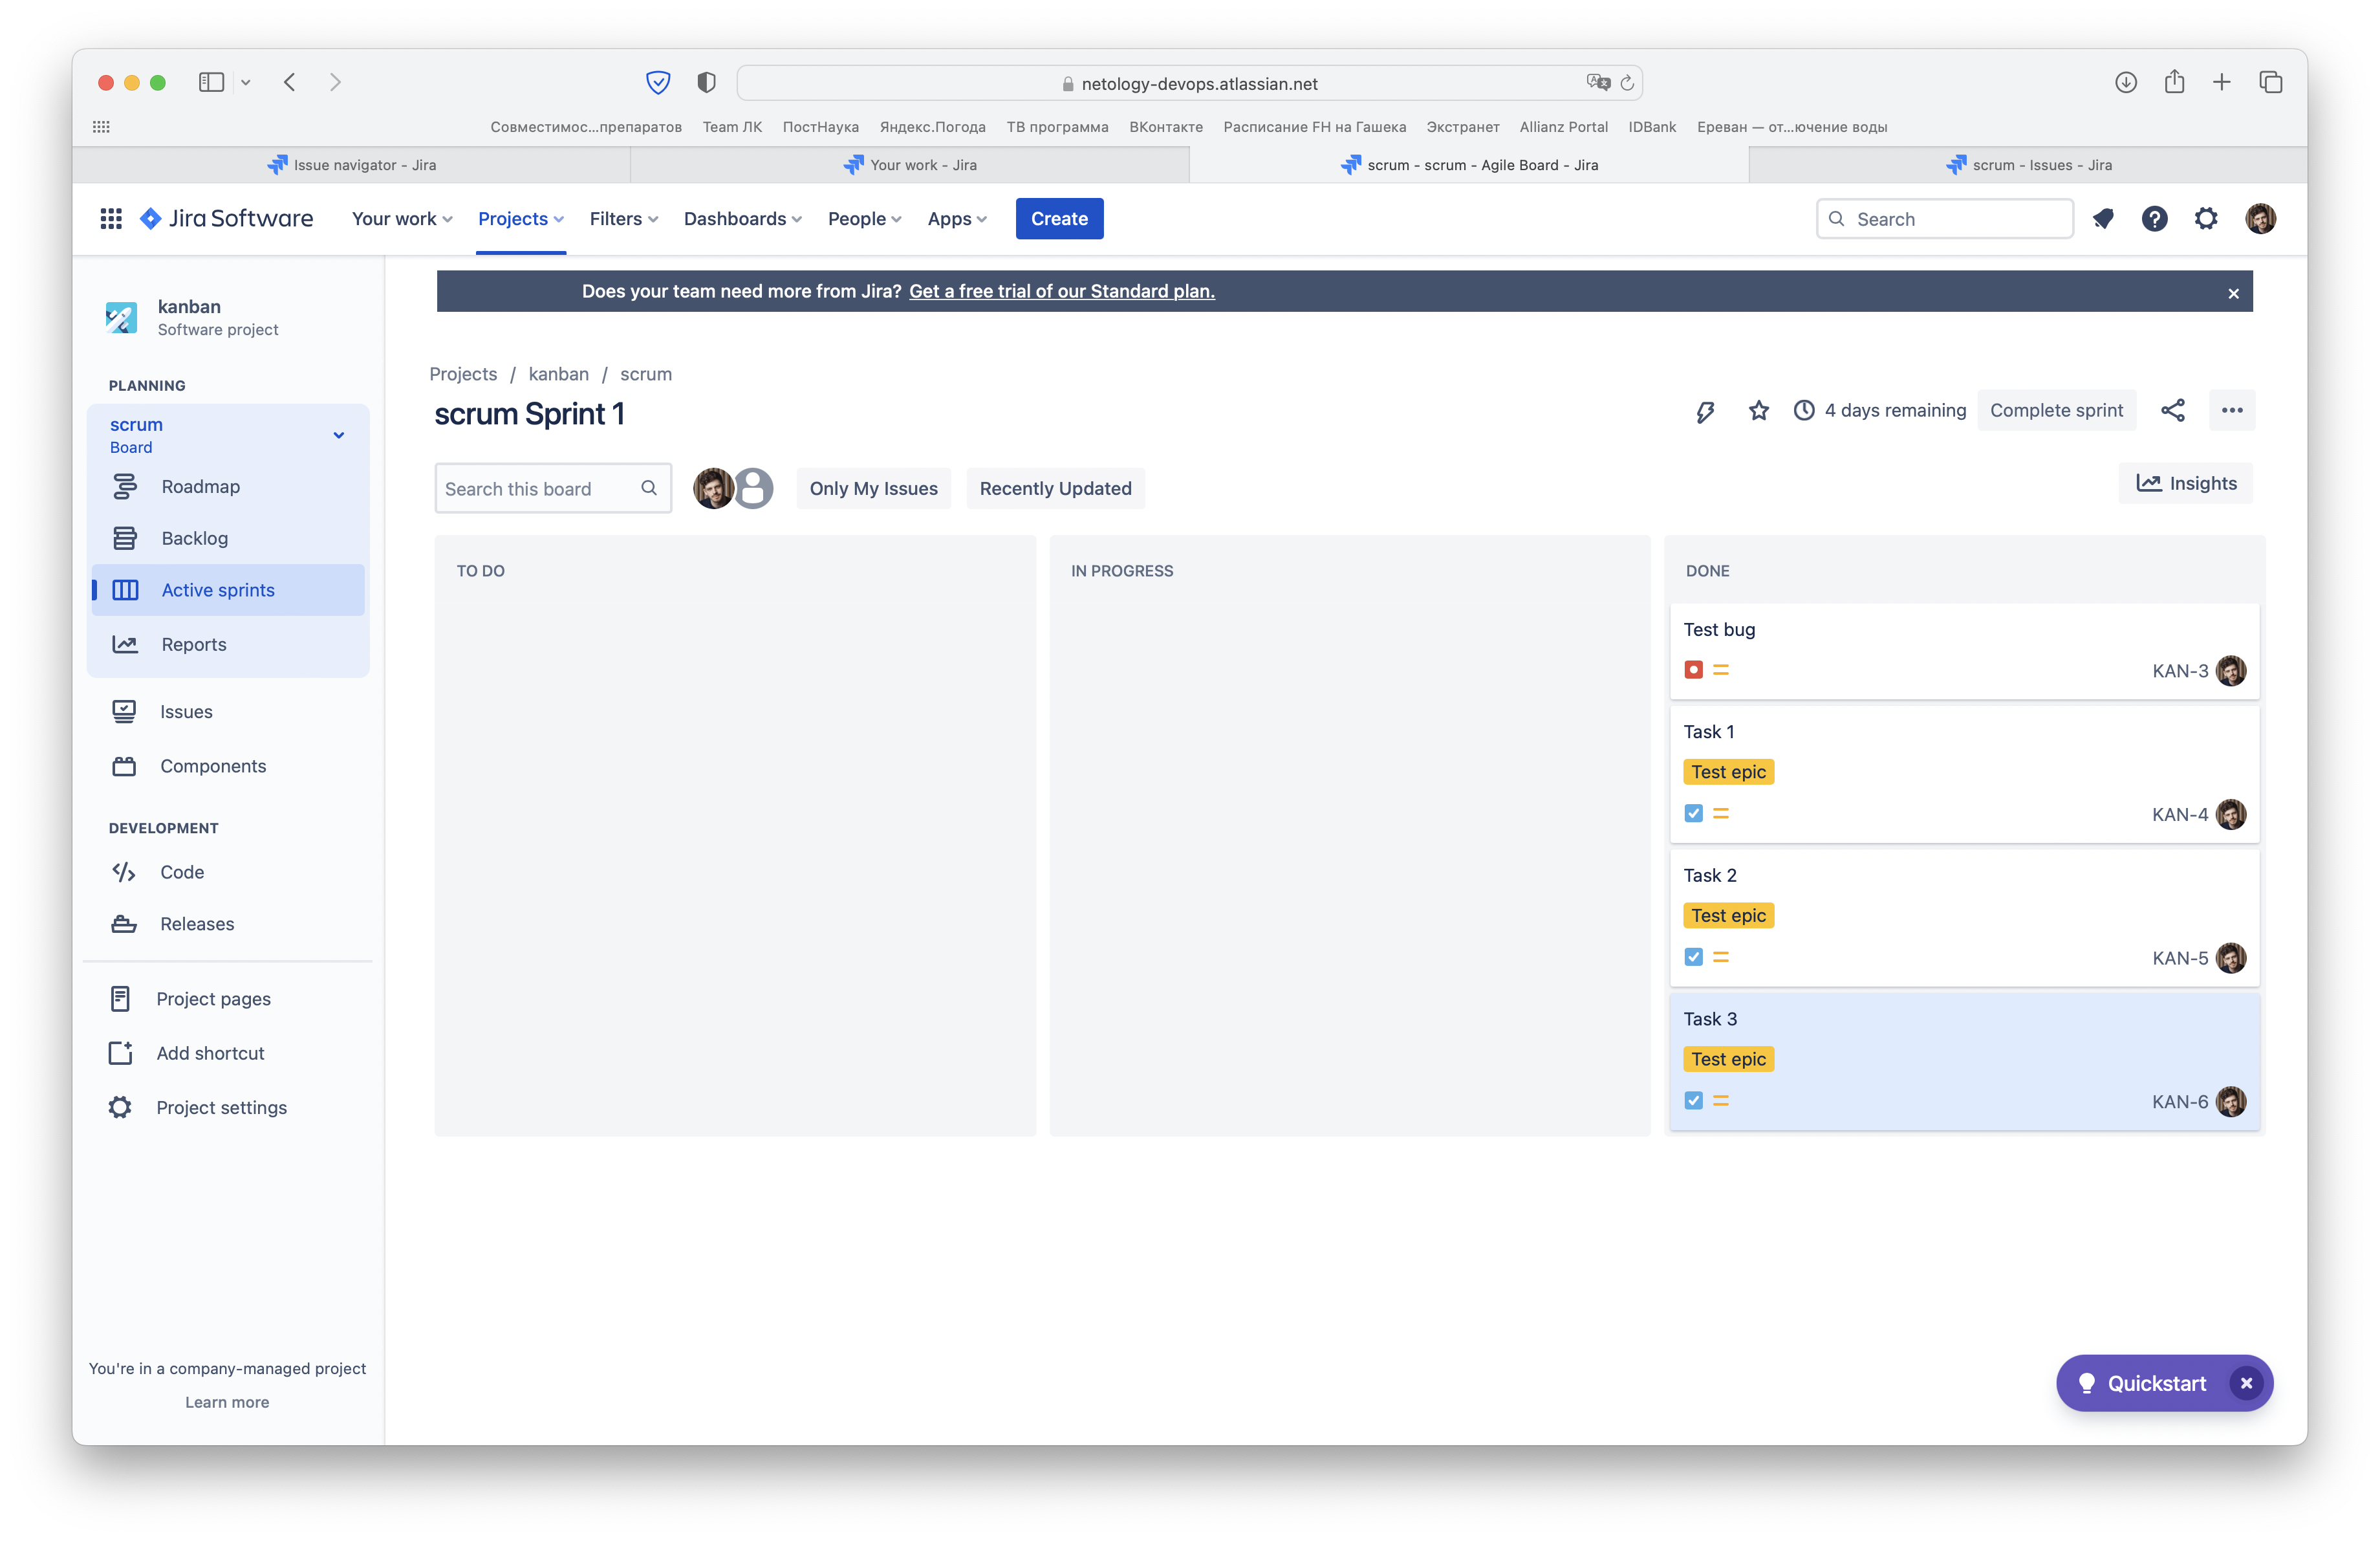 netology-devops.atlassian.net
Совместимос...препаратов Team ЛК ПостНаука Яндекс.Погода ТВ программа ВКонтакте Расписание FH на Гашека Экстранет Allianz Portal IDBank Ереван — от...ючение воды
Issue navigator - Jira Your work - Jira scrum - scrum - Agile Board - Jira scrum - Issues - Jira
Jira Software Your work Projects Filters Dashboards People Apps Create Search
kanban
Software project
PLANNING
scrum
Board
Roadmap
Backlog
Active sprints
Reports
Issues
Components
DEVELOPMENT
Code
Releases
Project pages
Add shortcut
Project settings
You're in a company-managed project
Learn more
Does your team need more from Jira? Get a free trial of our Standard plan.
Projects / kanban / scrum
scrum Sprint 1
4 days remaining Complete sprint
Search this board Only My Issues Recently Updated Insights
TO DO
IN PROGRESS
DONE
Test bug
KAN-3
Task 1
Test epic
KAN-4
Task 2
Test epic
KAN-5
Task 3
Test epic
KAN-6
Quickstart